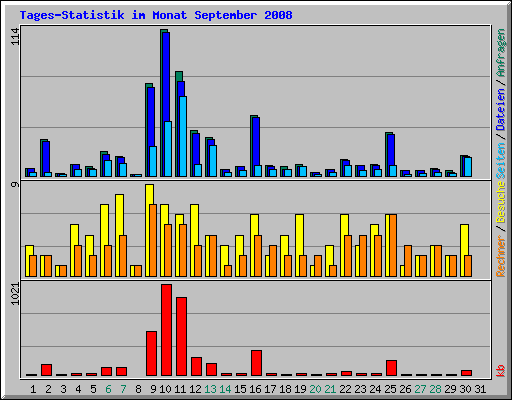 Tages-Statistik im Monat September 2008
114
9
1021
Rechner / Besuche Seiten / Dateien / Anfragen
kb
1 2 3 4 5 6 7 8 9 10 11 12 13 14 15 16 17 18 19 20 21 22 23 24 25 26 27 28 29 30 31